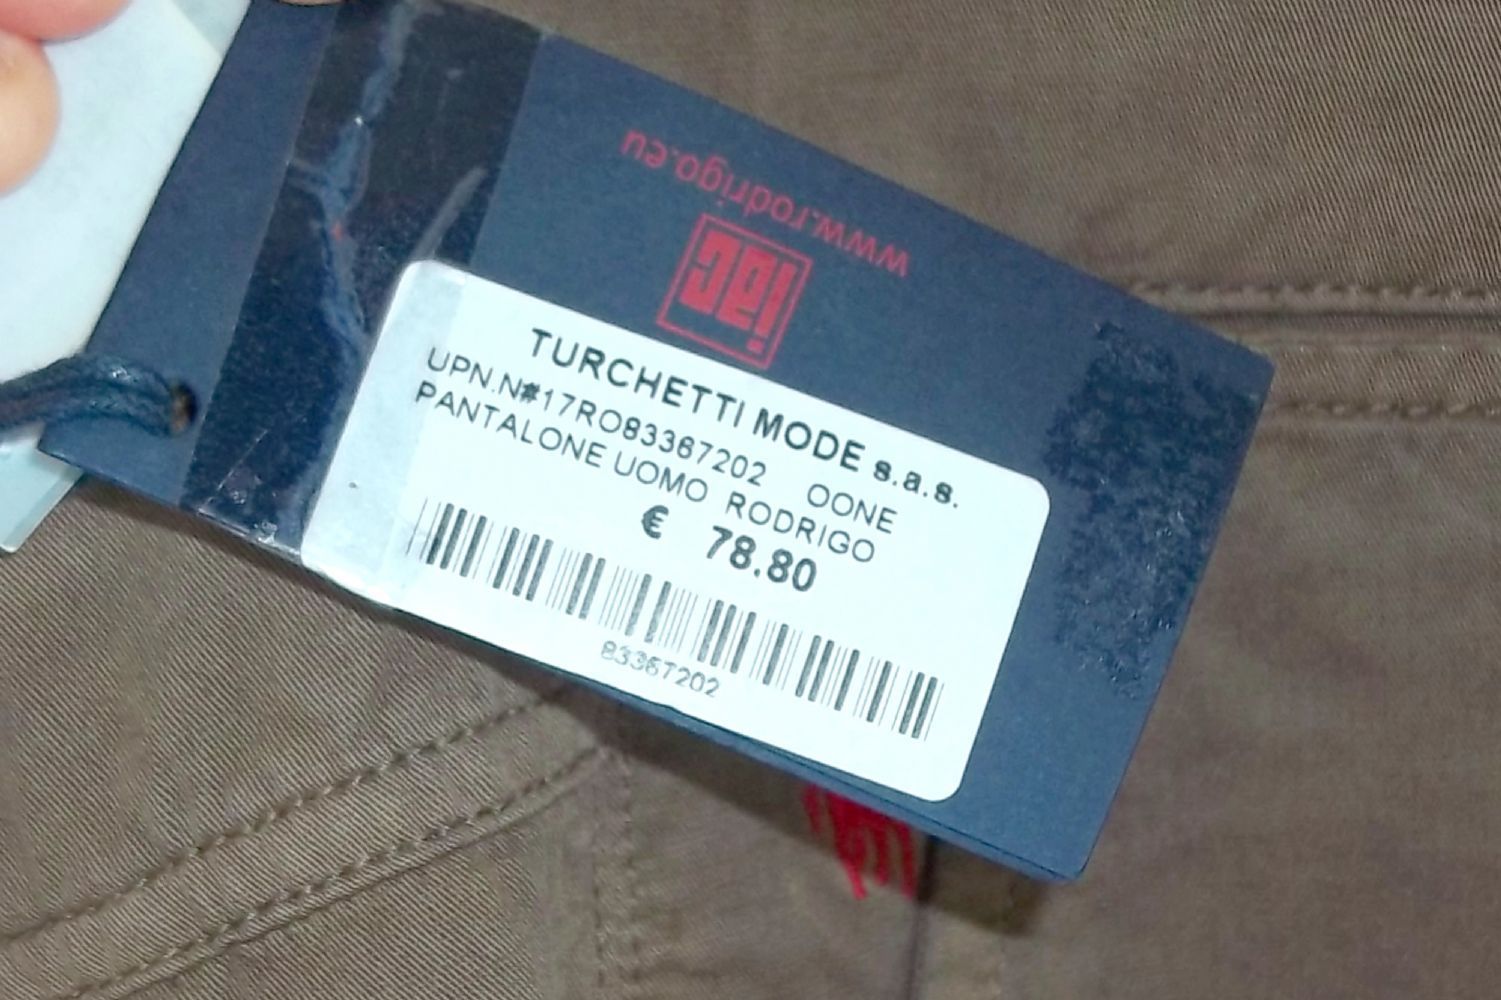 www.rodrigo.eu
TURCHETTI MODE s.a.s.
UPN.N#17RO83367202 OONE
PANTALONE UOMO RODRIGO
€ 78.80
83367202